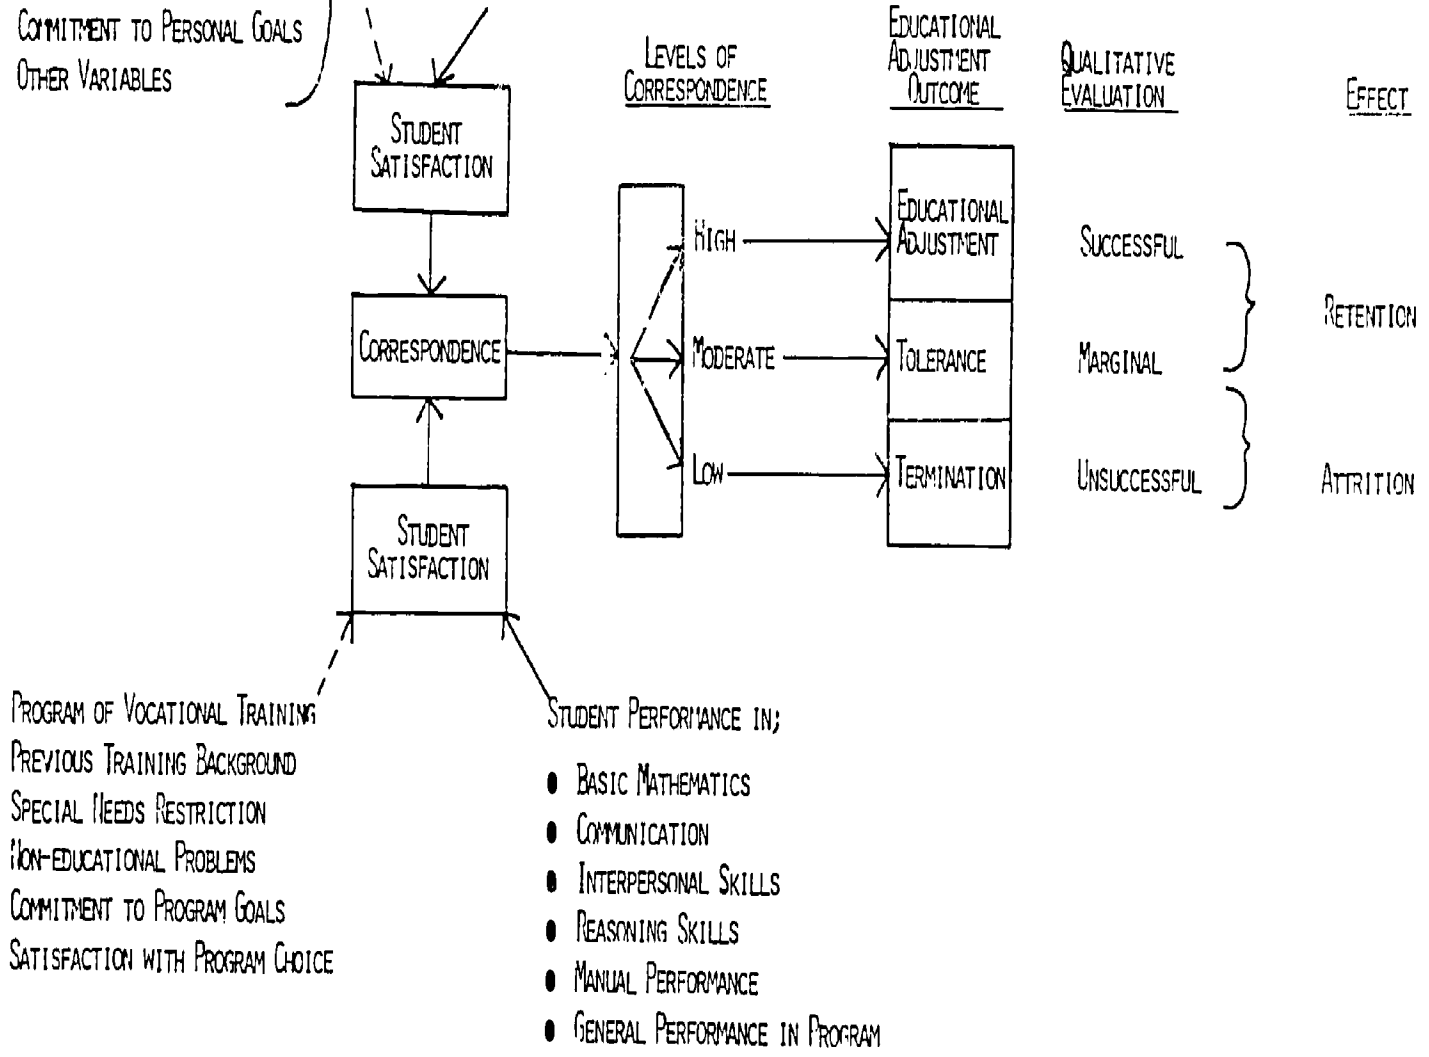 COMMITMENT TO PERSONAL GOALS
OTHER VARIABLES
STUDENT
SATISFACTION
CORRESPONDENCE
STUDENT
SATISFACTION
LEVELS OF
CORRESPONDENCE
HIGH
MODERATE
LOW
EDUCATIONAL
ADJUSTMENT
OUTCOME
EDUCATIONAL
ADJUSTMENT
TOLERANCE
TERMINATION
QUALITATIVE
EVALUATION
SUCCESSFUL
MARGINAL
UNSUCCESSFUL
EFFECT
RETENTION
ATTRITION
PROGRAM OF VOCATIONAL TRAINING
PREVIOUS TRAINING BACKGROUND
SPECIAL NEEDS RESTRICTION
NON-EDUCATIONAL PROBLEMS
COMMITMENT TO PROGRAM GOALS
SATISFACTION WITH PROGRAM CHOICE
STUDENT PERFORMANCE IN;
● BASIC MATHEMATICS
● COMMUNICATION
● INTERPERSONAL SKILLS
● REASONING SKILLS
● MANUAL PERFORMANCE
● GENERAL PERFORMANCE IN PROGRAM